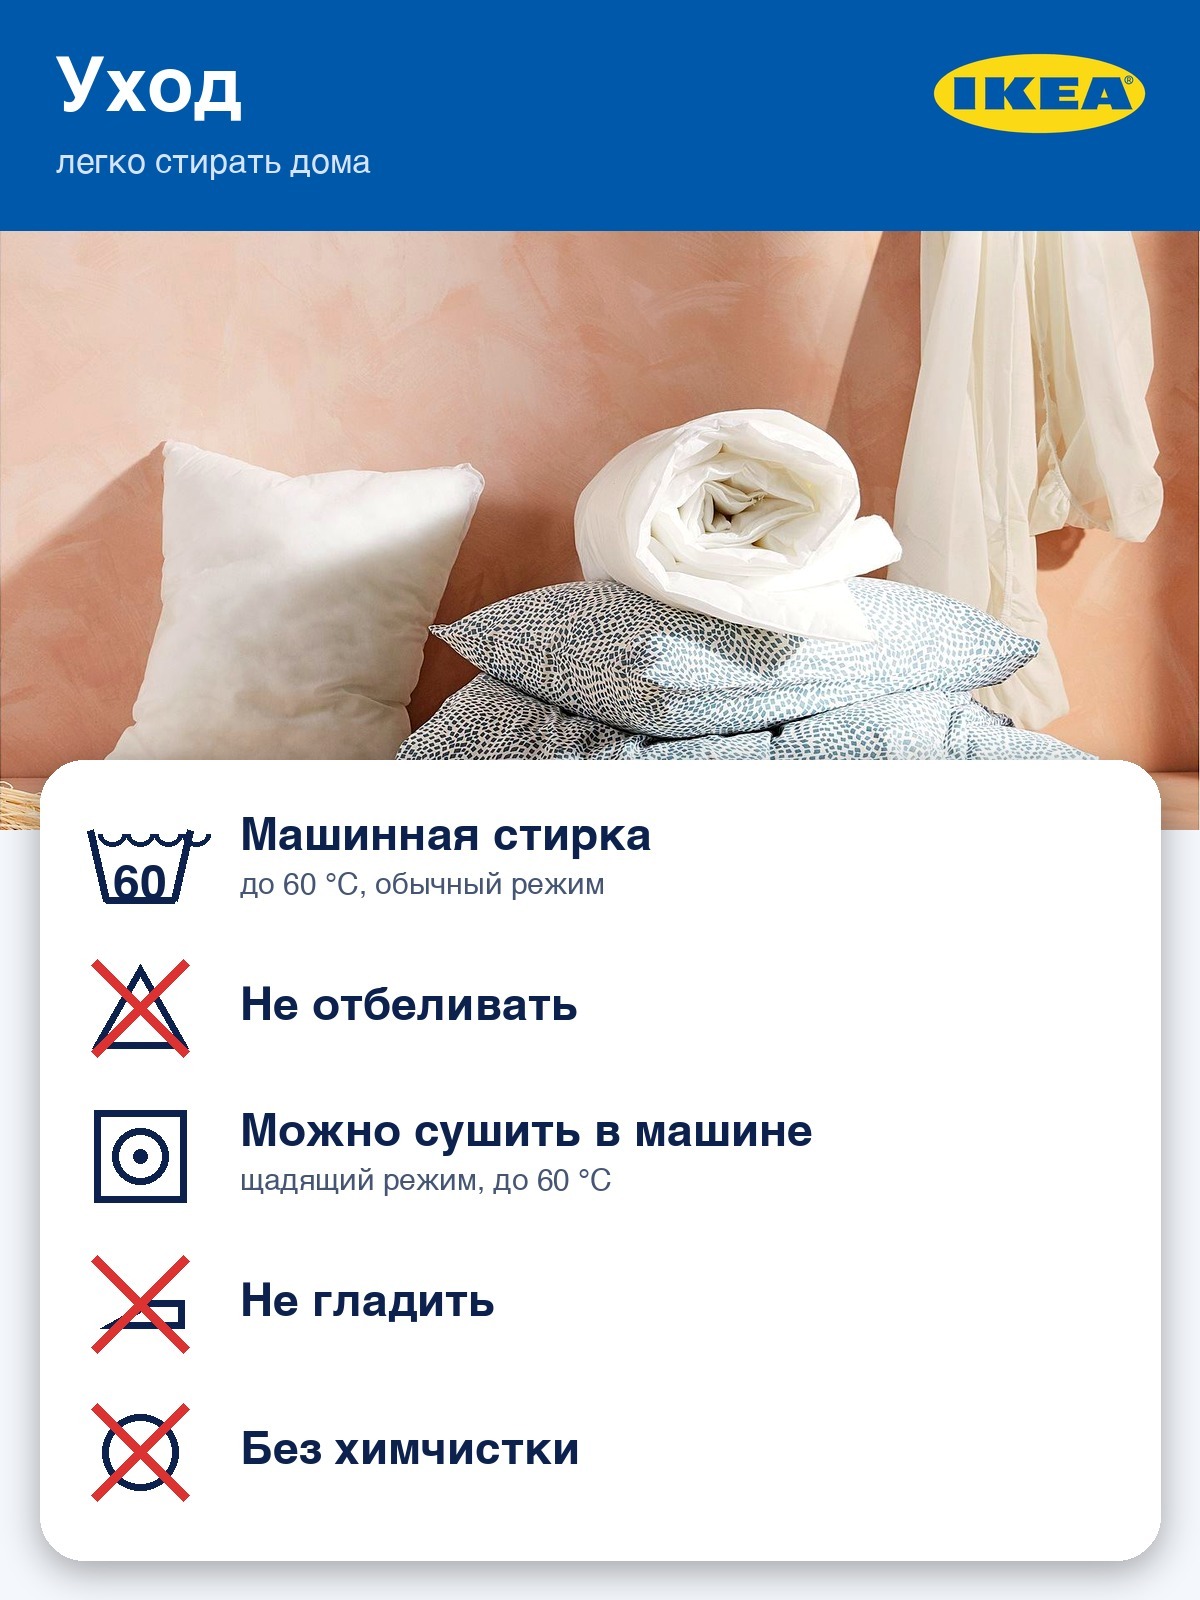 Уход
легко стирать дома
IKEA®
60
Машинная стирка
до 60 °C, обычный режим
Не отбеливать
Можно сушить в машине
щадящий режим, до 60 °C
Не гладить
Без химчистки